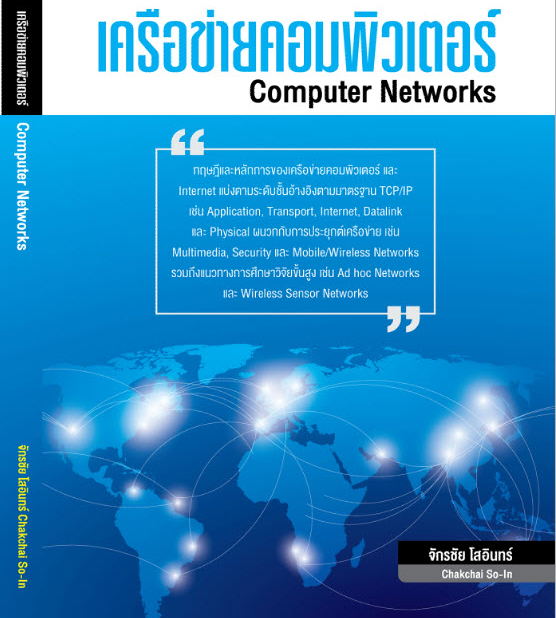 เครือข่ายคอมพิวเตอร์
Computer Networks
เครือข่ายคอมพิวเตอร์
Computer Networks
“
ทฤษฎีและหลักการของเครือข่ายคอมพิวเตอร์ และ
Internet แบ่งตามระดับชั้นอ้างอิงตามมาตรฐาน TCP/IP
เช่น Application, Transport, Internet, Datalink
และ Physical ผนวกกับการประยุกต์เครือข่าย เช่น
Multimedia, Security และ Mobile/Wireless Networks
รวมถึงแนวทางการศึกษาวิจัยขั้นสูง เช่น Ad hoc Networks
และ Wireless Sensor Networks
”
จักรชัย โสอินทร์ Chakchai So-In
จักรชัย โสอินทร์
Chakchai So-In